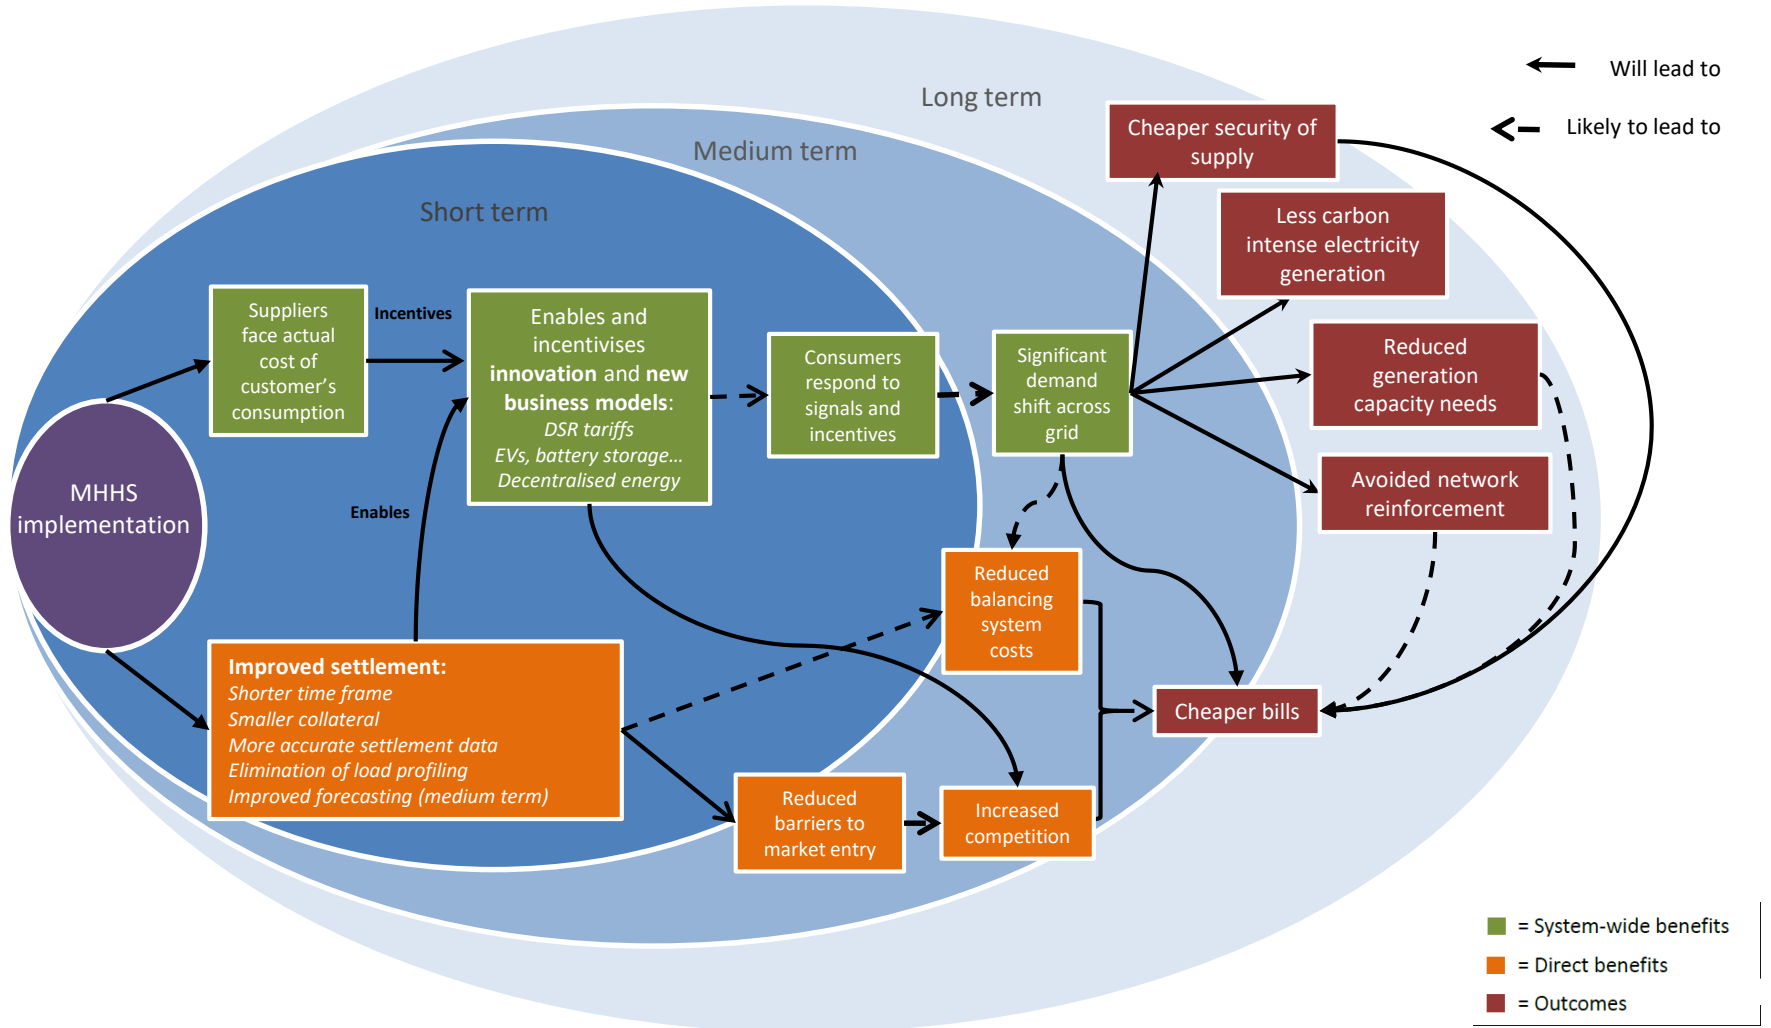 Long term
Medium term
Short term
Will lead to
Likely to lead to
Cheaper security of
supply
Less carbon
intense electricity
generation
Reduced
generation
capacity needs
Avoided network
reinforcement
Suppliers
face actual
cost of
customer’s
consumption
Incentives
Enables and
incentivises
innovation and new
business models:
DSR tariffs
EVs, battery storage...
Decentralised energy
Consumers
respond to
signals and
incentives
Significant
demand
shift across
grid
MHHS
implementation
Enables
Reduced
balancing
system
costs
Improved settlement:
Shorter time frame
Smaller collateral
More accurate settlement data
Elimination of load profiling
Improved forecasting (medium term)
Cheaper bills
Reduced
barriers to
market entry
Increased
competition
= System-wide benefits
= Direct benefits
= Outcomes